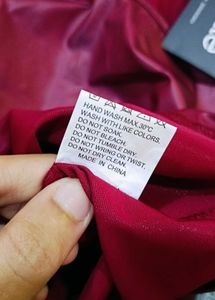 HAND WASH MAX 30°C
WASH WITH LIKE COLORS.
DO NOT SOAK.
DO NOT BLEACH.
DO NOT TUMBLE DRY.
DO NOT WRING OR TWIST.
DO NOT DRY CLEAN.
MADE IN CHINA